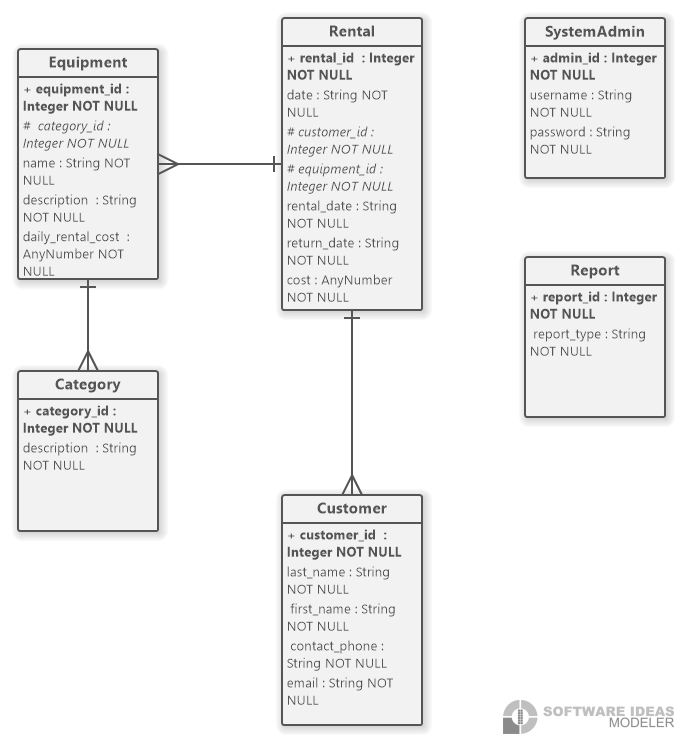 Equipment
+ equipment_id :
Integer NOT NULL
# category_id :
Integer NOT NULL
name : String NOT
NULL
description : String
NOT NULL
daily_rental_cost :
AnyNumber NOT
NULL
Rental
+ rental_id : Integer
NOT NULL
date : String NOT
NULL
# customer_id :
Integer NOT NULL
# equipment_id :
Integer NOT NULL
rental_date : String
NOT NULL
return_date : String
NOT NULL
cost : AnyNumber
NOT NULL
SystemAdmin
+ admin_id : Integer
NOT NULL
username : String
NOT NULL
password : String
NOT NULL
Report
+ report_id : Integer
NOT NULL
report_type : String
NOT NULL
Category
+ category_id :
Integer NOT NULL
description : String
NOT NULL
Customer
+ customer_id :
Integer NOT NULL
last_name : String
NOT NULL
first_name : String
NOT NULL
contact_phone :
String NOT NULL
email : String NOT
NULL
SOFTWARE IDEAS
MODELER